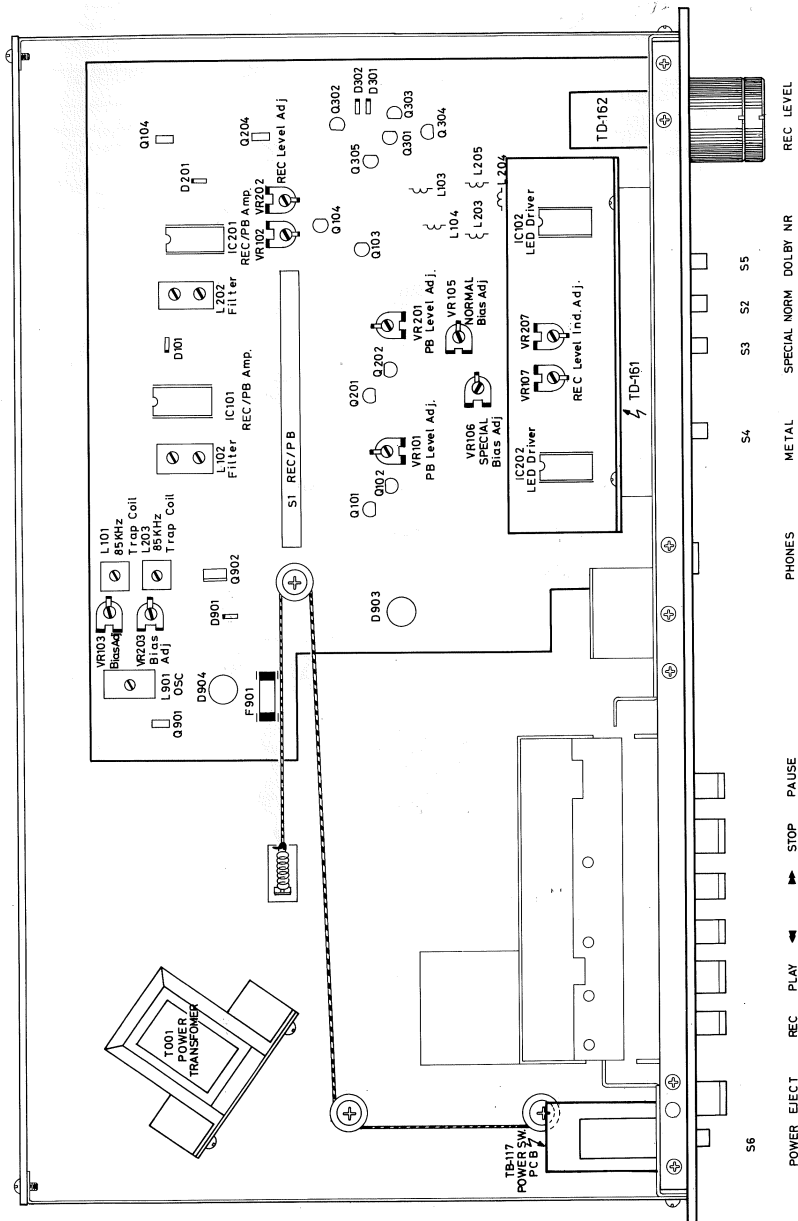 Q104
D201
Q204
REC Level Adj
VR202
VR102
IC201
REC/PB Amp.
L202
Filter
D101
IC101
REC/PB Amp.
L102
Filter
L101
85KHz
Trap Coil
L203
85KHz
Trap Coil
VR103
BiasAdj
VR203
Bias
Adj
L901
OSC
Q901
Q902
D901
D904
F901
S1 REC/PB
D903
Q302
D302
D301
Q303
Q301
Q304
Q305
Q104
Q103
L103
L104
L205
L203
L204
VR201
PB Level Adj.
VR105
NORMAL
Bias Adj
Q202
Q201
VR101
PB Level Adj.
VR106
SPECIAL
Bias Adj
Q102
Q101
TD-162
IC102
LED Driver
VR207
VR107
REC Level Ind. Adj.
IC202
LED Driver
TD-161
T001
POWER
TRANSFOMER
TB-117
POWER SW.
PCB
S5
S2
S3
S4
S6
REC LEVEL
DOLBY NR
NORM
SPECIAL
METAL
PHONES
PAUSE
STOP
▶▶
◀◀
PLAY
REC
EJECT
POWER